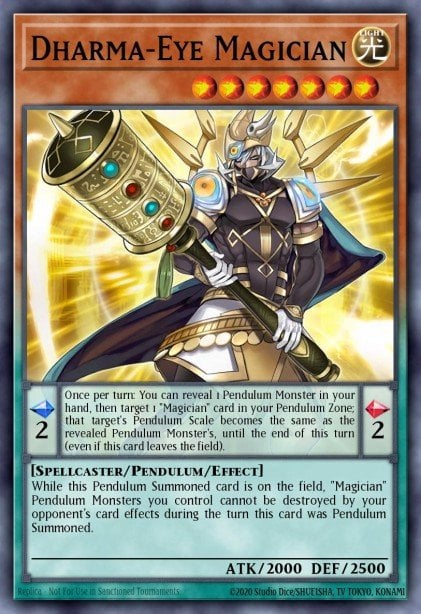 Dharma-Eye Magician
LIGHT
光
Once per turn: You can reveal 1 Pendulum Monster in your
hand, then target 1 "Magician" card in your Pendulum Zone;
that target's Pendulum Scale becomes the same as the
revealed Pendulum Monster's, until the end of this turn
(even if this card leaves the field).
2
2
[Spellcaster/Pendulum/Effect]
While this Pendulum Summoned card is on the field, "Magician"
Pendulum Monsters you control cannot be destroyed by your
opponent's card effects during the turn this card was Pendulum
Summoned.
ATK/2000 DEF/2500
Replica - Not For Use in Sanctioned Tournaments
©2020 Studio Dice/SHUEISHA, TV TOKYO, KONAMI